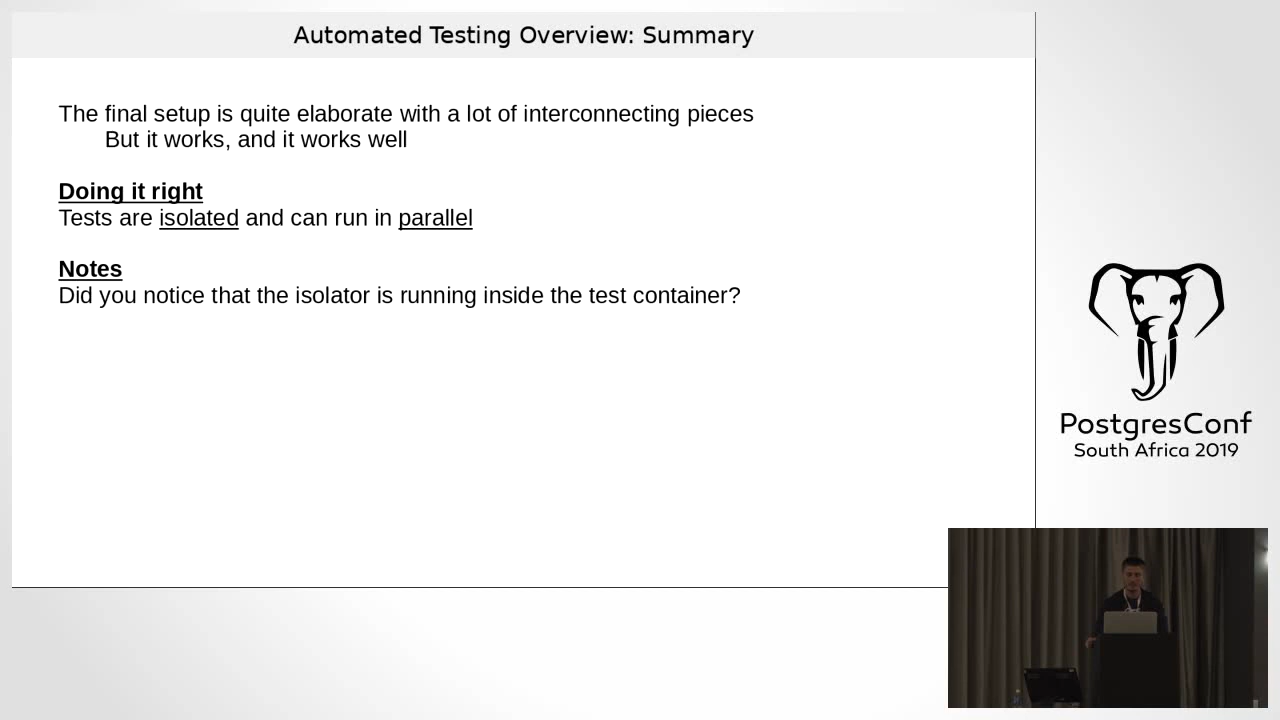 Automated Testing Overview: Summary
The final setup is quite elaborate with a lot of interconnecting pieces
But it works, and it works well
Doing it right
Tests are isolated and can run in parallel
Notes
Did you notice that the isolator is running inside the test container?
PostgresConf
South Africa 2019